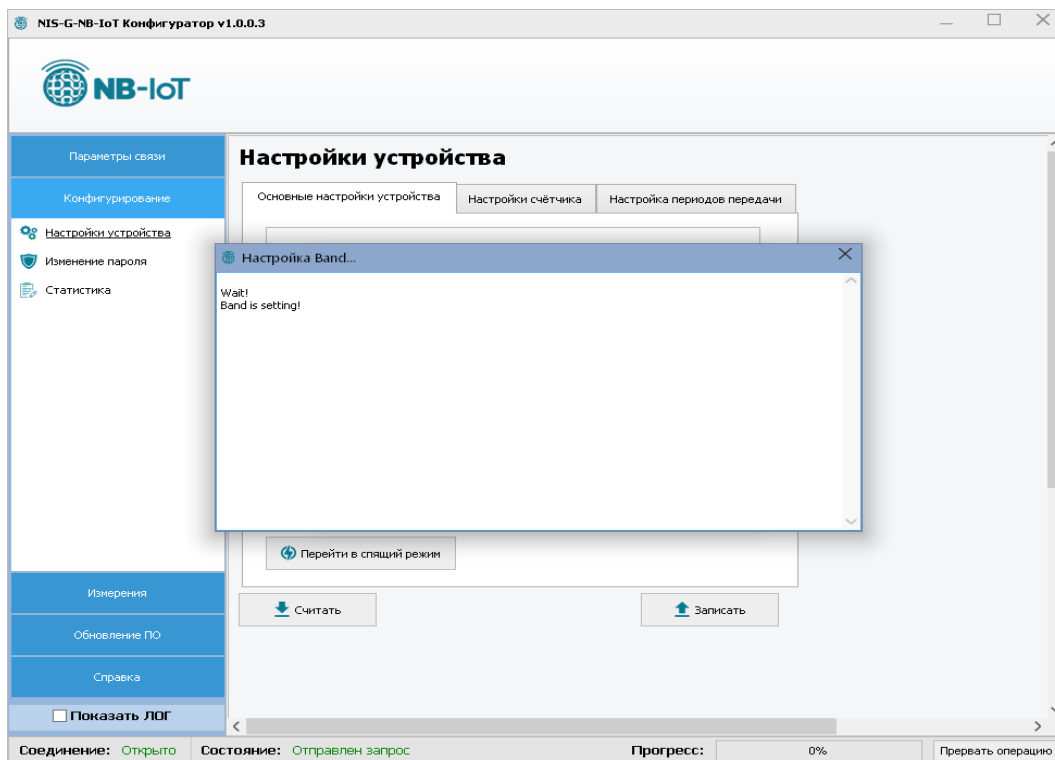 NIS-G-NB-IoT Конфигуратор v1.0.0.3
NB-IoT
Параметры связи
Конфигурирование
Настройки устройства
Изменение пароля
Статистика
Измерения
Обновление ПО
Справка
Показать ЛОГ
Настройки устройства
Основные настройки устройства
Настройки счётчика
Настройка периодов передачи
Настройка Band...
Wait!
Band is setting!
Перейти в спящий режим
Считать
Записать
Соединение: Открыто Состояние: Отправлен запрос Прогресс: 0% Прервать операцию